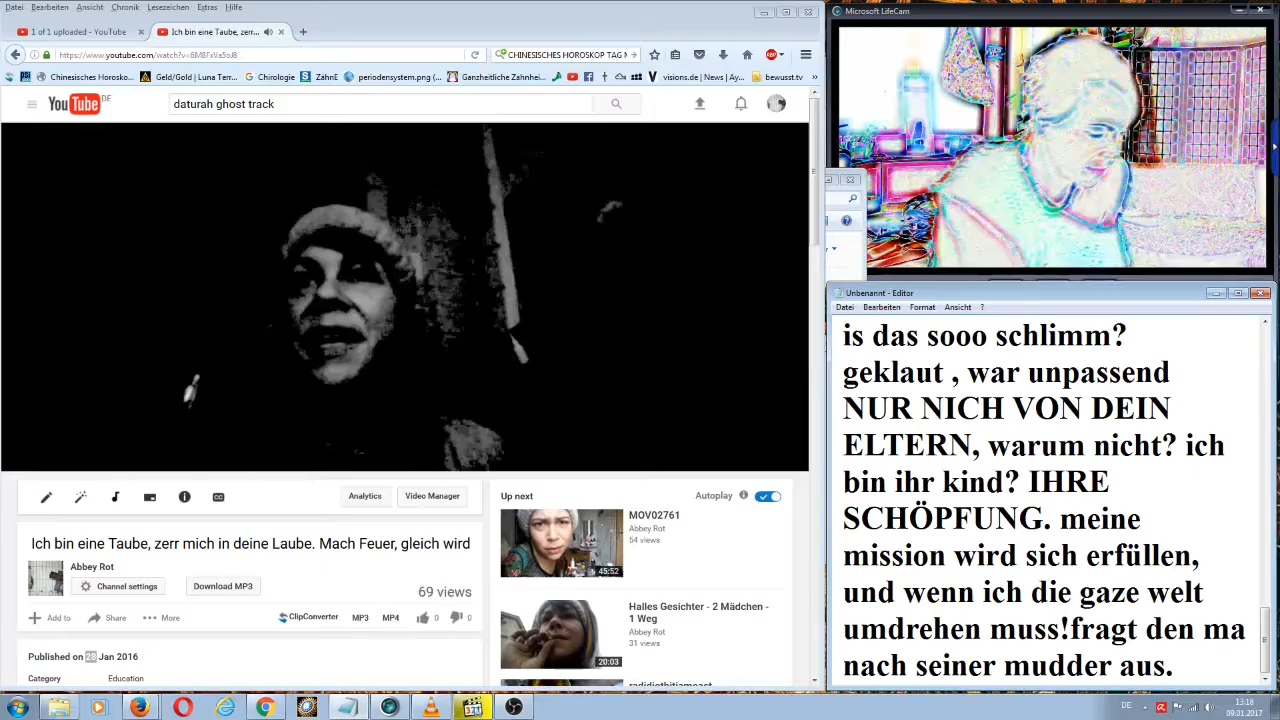 Datei Bearbeiten Ansicht Chronik Lesezeichen Extras Hilfe
1 of 1 uploaded - YouTube
Ich bin eine Taube, zerr...
https://www.youtube.com/watch?v=
CHINESISCHES HOROSKOP TAG N
ABP
Chinesisches Horosko...
Geld/Gold | Luna Terr...
Chirologie
ZähnE
periodensystem.png (...
Ganzheitliche Zahnhei...
visions.de | News | Ay...
bewusst.tv
YouTube DE
daturah ghost track
Analytics
Video Manager
Ich bin eine Taube, zerr mich in deine Laube. Mach Feuer, gleich wird
Abbey Rot
Channel settings
Download MP3
69 views
Add to
Share
More
ClipConverter
MP3
MP4
0
0
Published on 28 Jan 2016
Category
Education
Up next
Autoplay
MOV02761
Abbey Rot
54 views
45:52
Halles Gesichter - 2 Mädchen -
1 Weg
Abbey Rot
31 views
20:03
Microsoft LifeCam
Unbenannt - Editor
Datei Bearbeiten Format Ansicht ?
is das sooo schlimm?
geklaut , war unpassend
NUR NICH VON DEIN
ELTERN, warum nicht? ich
bin ihr kind? IHRE
SCHÖPFUNG. meine
mission wird sich erfüllen,
und wenn ich die gaze welt
umdrehen muss!fragt den ma
nach seiner mudder aus.
DE
13:18
09.01.2017